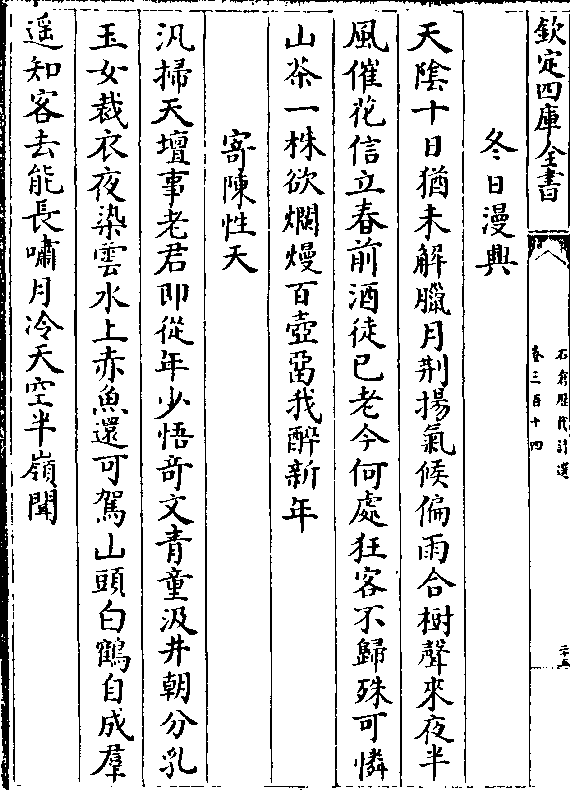 欽定四庫全書
石倉歷代詩選
卷三百十四
二十五
冬日漫興
天陰十日猶未解臘月荆揚氣候偏雨合樹聲來夜半
風催花信立春前酒徒已老今何處狂客不歸殊可憐
山茶一株欲爛熳百壺留我醉新年
寄陳性天
汎掃天壇事老君即從年少悟奇文青童汲井朝分乳
玉女裁衣夜染雲水上赤魚還可駕山頭白鶴自成羣
遥知客去能長嘯月冷天空半嶺聞